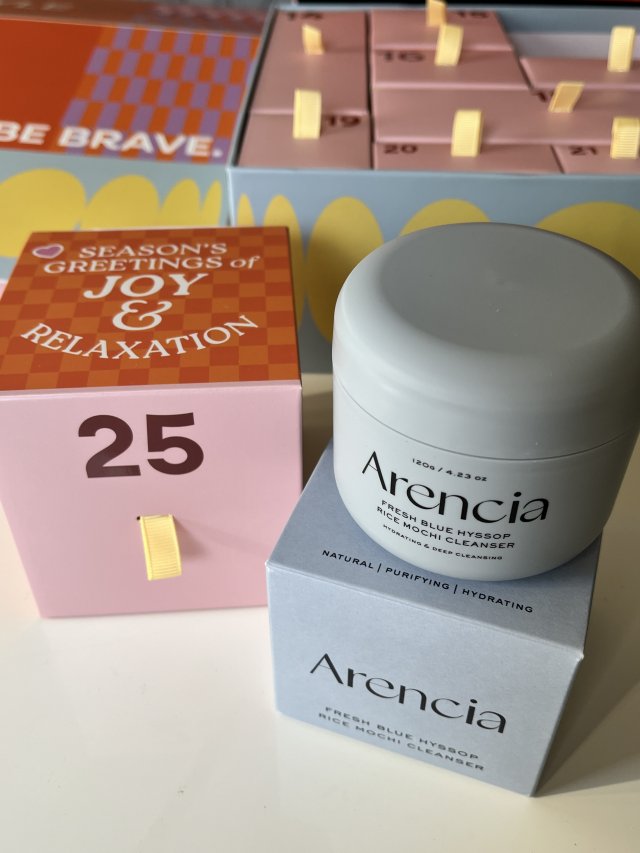 BE BRAVE.
15
16
19
20
21
SEASON'S
GREETINGS of
JOY
&
RELAXATION
25
120g / 4.23 oz
Arencia
FRESH BLUE HYSSOP
RICE MOCHI CLEANSER
HYDRATING & DEEP CLEANSING
NATURAL | PURIFYING | HYDRATING
Arencia
FRESH BLUE HYSSOP
RICE MOCHI CLEANSER